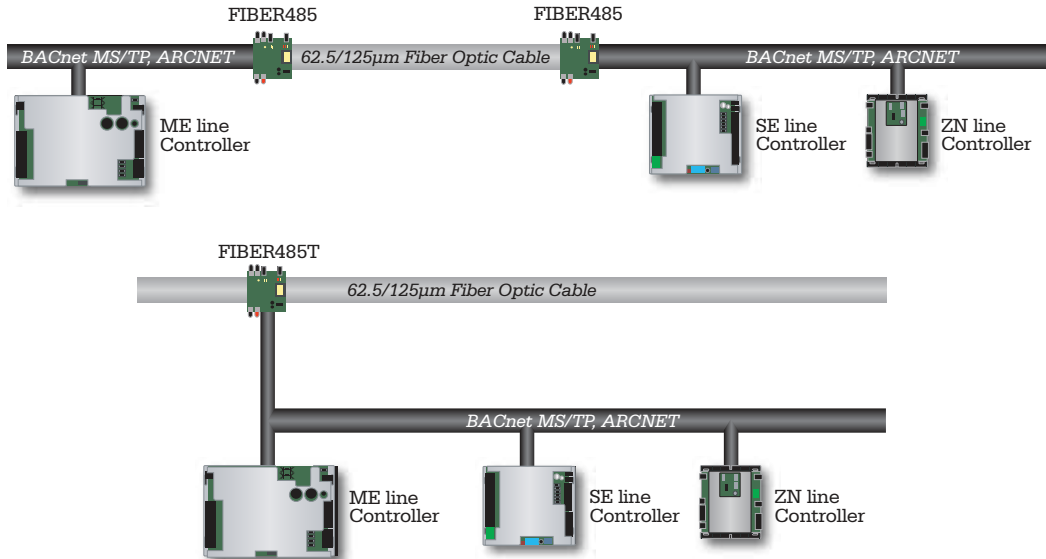 FIBER485
FIBER485
BACnet MS/TP, ARCNET
62.5/125µm Fiber Optic Cable
BACnet MS/TP, ARCNET
ME line
Controller
SE line
Controller
ZN line
Controller
FIBER485T
62.5/125µm Fiber Optic Cable
BACnet MS/TP, ARCNET
ME line
Controller
SE line
Controller
ZN line
Controller